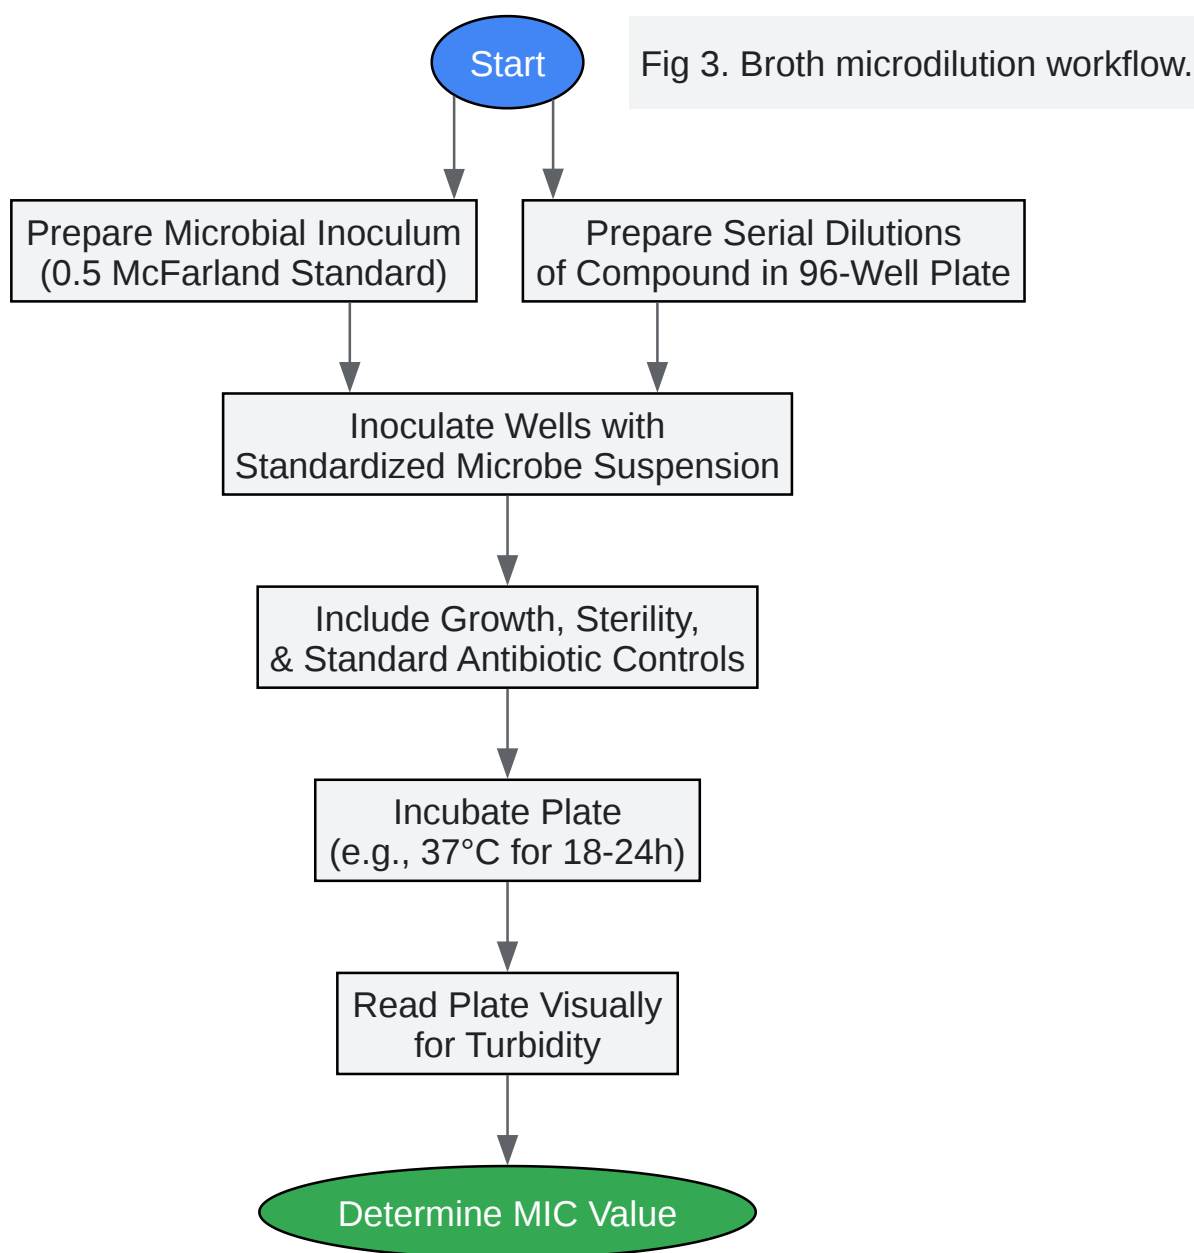 Start
Fig 3. Broth microdilution workflow.
Prepare Microbial Inoculum
(0.5 McFarland Standard)
Prepare Serial Dilutions
of Compound in 96-Well Plate
Inoculate Wells with
Standardized Microbe Suspension
Include Growth, Sterility,
& Standard Antibiotic Controls
Incubate Plate
(e.g., 37°C for 18-24h)
Read Plate Visually
for Turbidity
Determine MIC Value